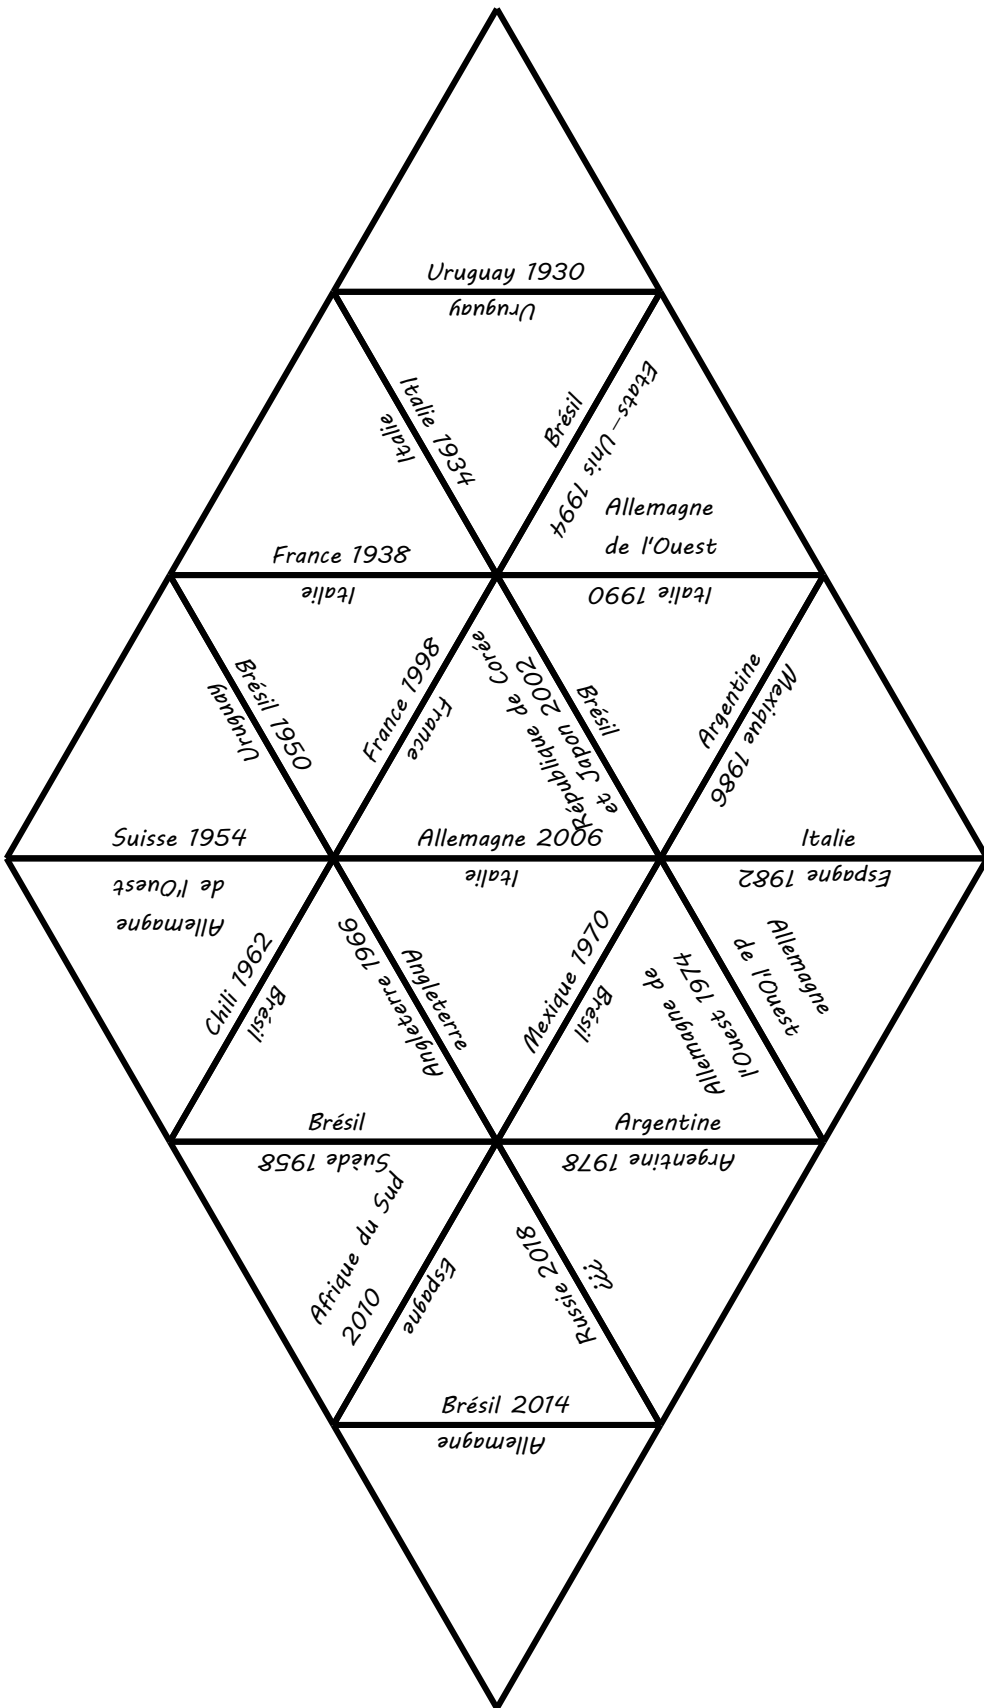 Uruguay 1930
Uruguay
Italie 1934
Italie
Brésil
Etats-Unis 1994
Allemagne
de l'Ouest
France 1938
Italie
Italie 1990
Brésil 1950
Uruguay
France 1998
France
République de Corée
et Japon 2002
Brésil
Argentine
Mexique 1986
Suisse 1954
Allemagne
de l'Ouest
Allemagne 2006
Italie
Italie
Espagne 1982
Chili 1962
Brésil
Angleterre 1966
Angleterre
Mexique 1970
Brésil
Allemagne de
l'Ouest 1974
Allemagne
de l'Ouest
Brésil
Suède 1958
Argentine
Argentine 1978
Afrique du Sud
2010
Espagne
Russie 2018
???
Brésil 2014
Allemagne